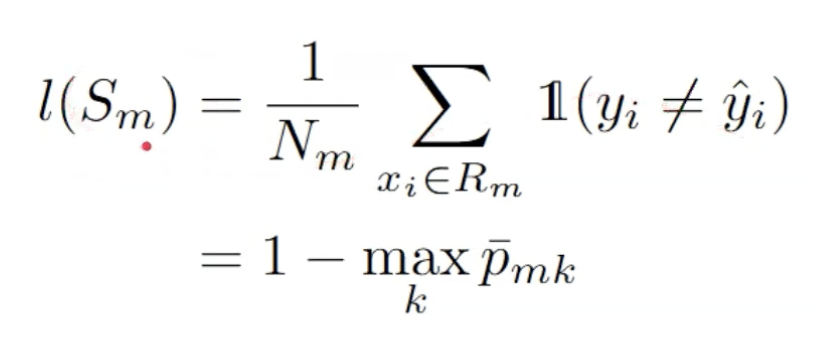 l(S_m) = \frac{1}{N_m} \sum_{x_i \in R_m} \mathbb{1}(y_i \neq \hat{y}_i)
= 1 - \max_k \bar{p}_{mk}